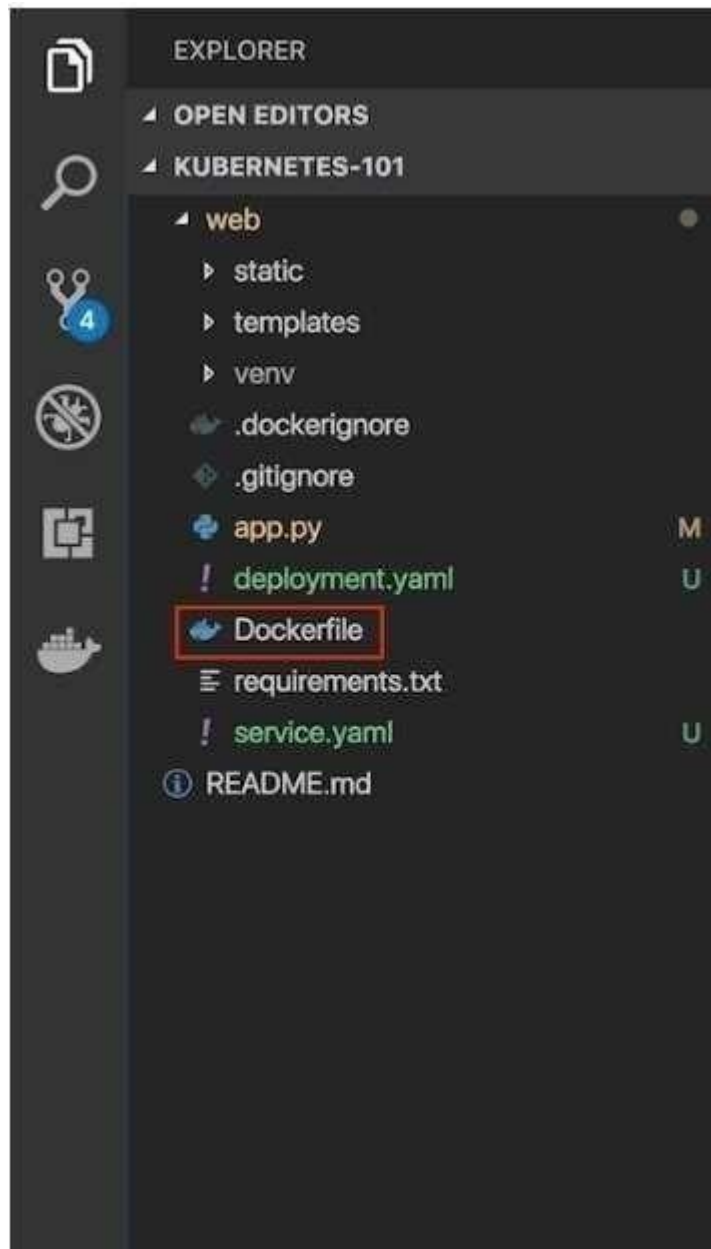 EXPLORER
OPEN EDITORS
KUBERNETES-101
web
static
templates
4
venv
.dockerignore
.gitignore
app.py M
deployment.yaml U
Dockerfile
requirements.txt
service.yaml U
README.md